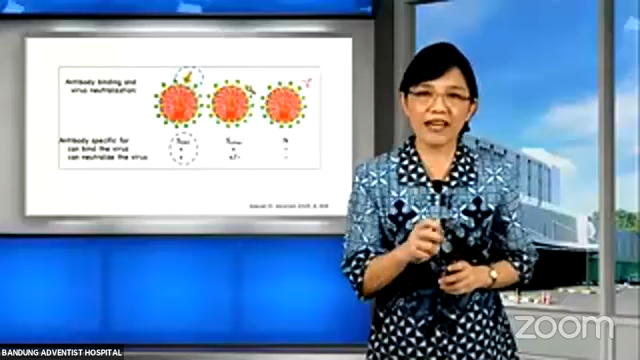 Antibody binding and
virus neutralization:
Antibody specific for
can bind the virus
can neutralize the virus
N
+ + -
+ +/- -
zoom
BANDUNG ADVENTIST HOSPITAL